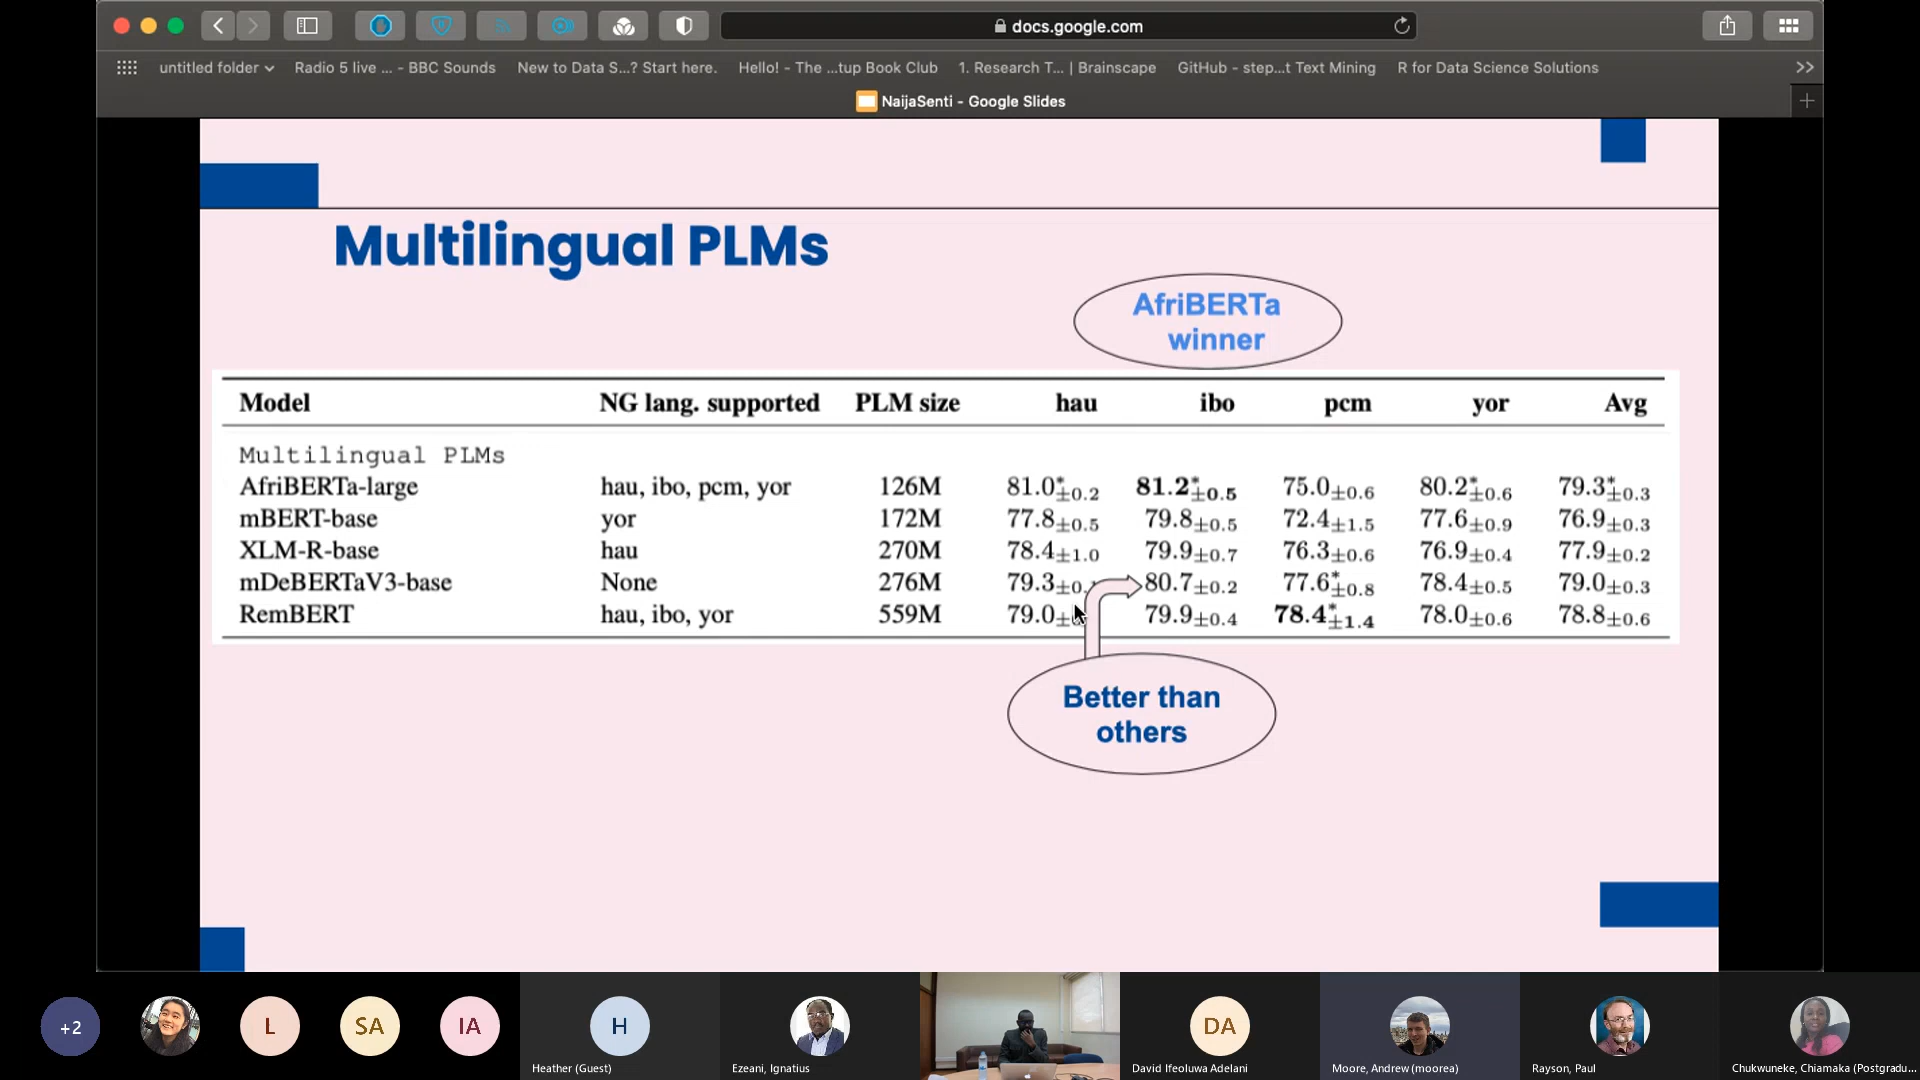 docs.google.com
untitled folder
Radio 5 live ... - BBC Sounds
New to Data S...? Start here.
Hello! - The ...tup Book Club
1. Research T... | Brainscape
GitHub - step...t Text Mining
R for Data Science Solutions
NaijaSenti - Google Slides
Multilingual PLMs
AfriBERTa
winner
Model NG lang. supported PLM size hau ibo pcm yor Avg
Multilingual PLMs
AfriBERTa-large hau, ibo, pcm, yor 126M 81.0*±0.2 81.2*±0.5 75.0±0.6 80.2*±0.6 79.3*±0.3
mBERT-base yor 172M 77.8±0.5 79.8±0.5 72.4±1.5 77.6±0.9 76.9±0.3
XLM-R-base hau 270M 78.4±1.0 79.9±0.7 76.3±0.6 76.9±0.4 77.9±0.2
mDeBERTaV3-base None 276M 79.3±0. 80.7±0.2 77.6*±0.8 78.4±0.5 79.0±0.3
RemBERT hau, ibo, yor 559M 79.0± 79.9±0.4 78.4*±1.4 78.0±0.6 78.8±0.6
Better than
others
+2
L
SA
IA
H
DA
Heather (Guest)
Ezeani, Ignatius
David Ifeoluwa Adelani
Moore, Andrew (moorea)
Rayson, Paul
Chukwuneke, Chiamaka (Postgradu...